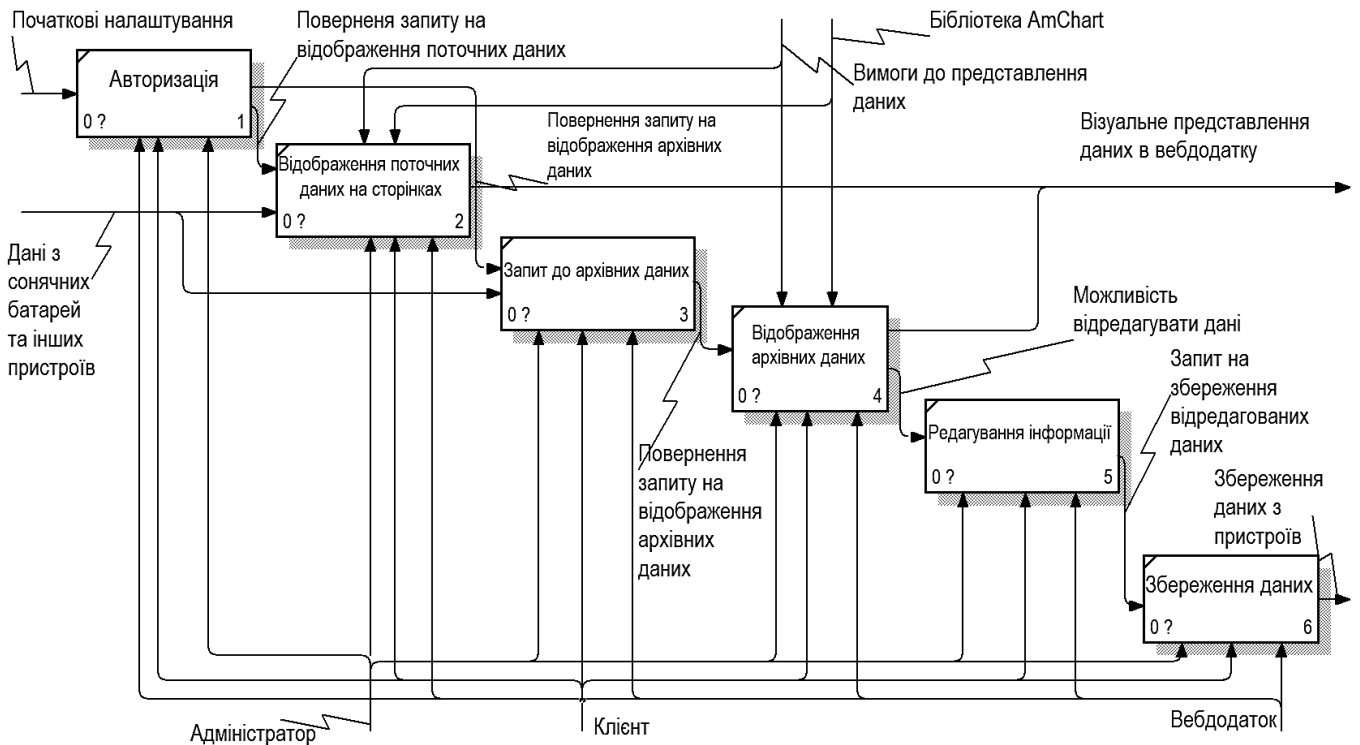 Початкові налаштування
Поверненя запиту на
відображення поточних даних
Бібліотека AmChart
Вимоги до представлення
даних
Авторизація
0 ?
1
Повернення запиту на
відображення архівних
даних
Візуальне представлення
даних в вебдодатку
Відображення поточних
даних на сторінках
0 ?
2
Дані з
сонячних
батарей
та інших
пристроїв
Запит до архівних даних
0 ?
3
Можливість
відредагувати дані
Відображення
архівних даних
0 ?
4
Запит на
збереження
відредагованих
даних
Редагування інформації
0 ?
5
Повернення
запиту на
відображення
архівних
даних
Збереження
даних з
пристроїв
Збереження даних
0 ?
6
Адміністратор
Клієнт
Вебдодаток